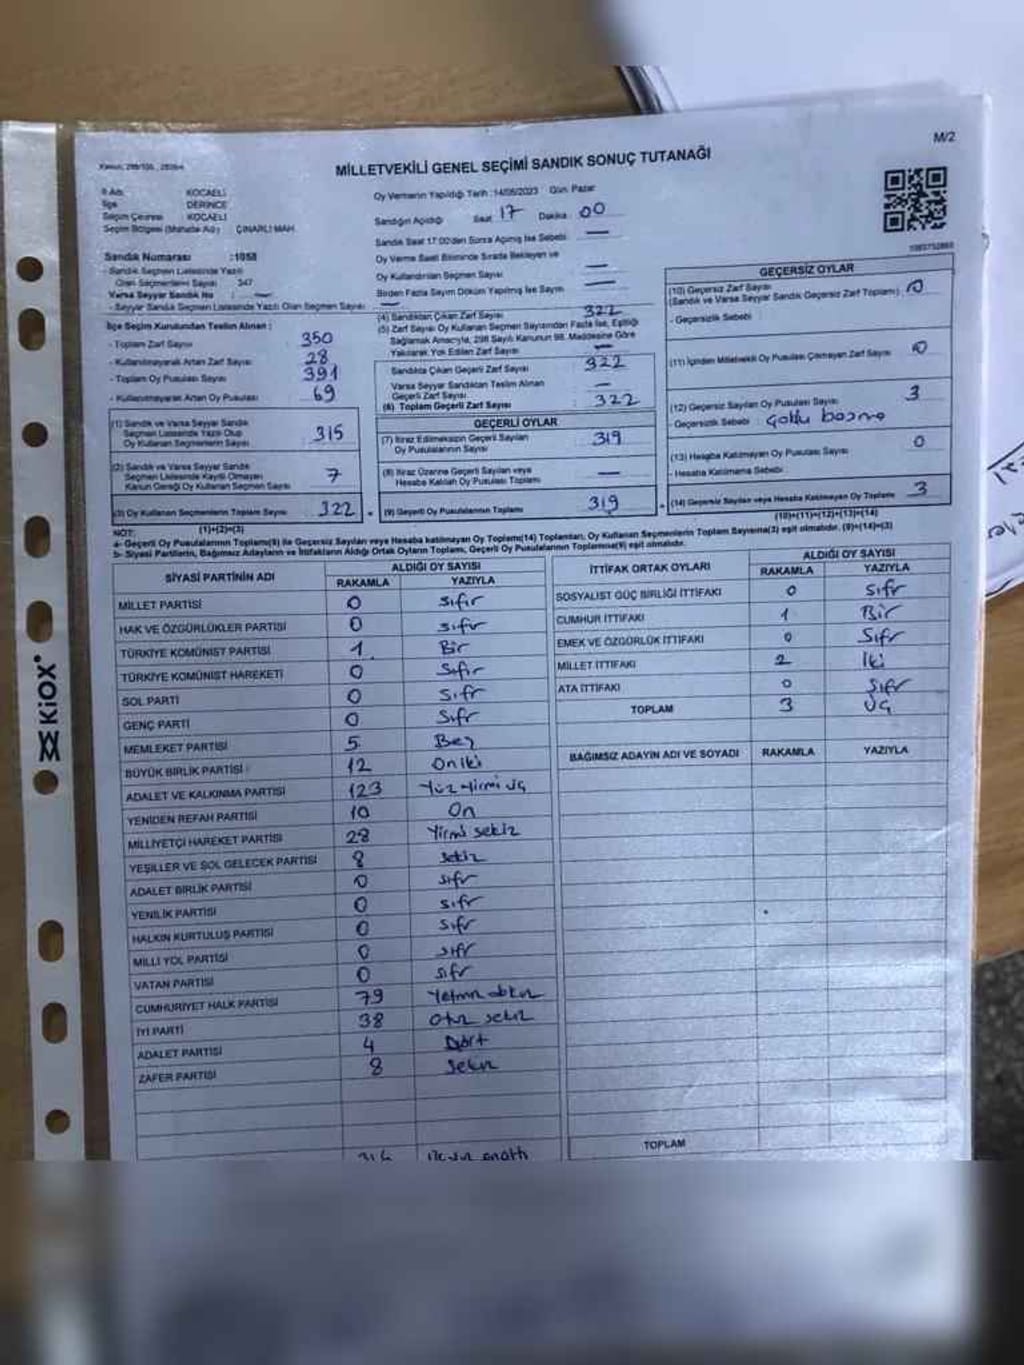 M/2
MİLLETVEKİLİ GENEL SEÇİMİ SANDIK SONUÇ TUTANAĞI
İl Adı : KOCAELİ
İlçe : DERİNCE
Seçim Çevresi : KOCAELİ
Seçim Bölgesi (Mahalle Adı) : ÇINARLI MAH.
Oy Vermenin Yapıldığı Tarih : 14/05/2023 Gün: Pazar
Sandığın Açıldığı Saat 17 Dakika : 00
Sandık Saat 17:00'den Sonra Açılmış İse Sebebi : —
Oy Verme Saati Bitiminde Sırada Bekleyen ve
Oy Kullandırılan Seçmen Sayısı : —
Birden Fazla Sayım Döküm Yapılmış İse Sayısı : —
Sandık Numarası :1058
- Sandık Seçmen Listesinde Yazılı
Olan Seçmenlerin Sayısı : 347
Varsa Seyyar Sandık No : —
- Seyyar Sandık Seçmen Listesinde Yazılı Olan Seçmen Sayısı : —
İlçe Seçim Kurulundan Teslim Alınan :
- Toplam Zarf Sayısı : 350
- Kullanılmayarak Artan Zarf Sayısı : 28
- Toplam Oy Pusulası Sayısı : 391
- Kullanılmayarak Artan Oy Pusulası : 69
(4) Sandıktan Çıkan Zarf Sayısı : 322
(5) Zarf Sayısı Oy Kullanan Seçmen Sayısından Fazla İse, Eşitliği
Sağlamak Amacıyla, 298 Sayılı Kanunun 98. Maddesine Göre
Yakılarak Yok Edilen Zarf Sayısı : —
Sandıkta Çıkan Geçerli Zarf Sayısı : 322
Varsa Seyyar Sandıktan Teslim Alınan
Geçerli Zarf Sayısı : —
(6) Toplam Geçerli Zarf Sayısı : 322
GEÇERSİZ OYLAR
(10) Geçersiz Zarf Sayısı
(Sandık ve Varsa Seyyar Sandık Geçersiz Zarf Toplamı) : 0
- Geçersizlik Sebebi :
(11) İçinden Milletvekili Oy Pusulası Çıkmayan Zarf Sayısı : 0
(12) Geçersiz Sayılan Oy Pusulası Sayısı : 3
Geçersizlik Sebebi : Çoklu basma
(13) Hesaba Katılmayan Oy Pusulası Sayısı : 0
- Hesaba Katılmama Sebebi :
(14) Geçersiz Sayılan veya Hesaba Katılmayan Oy Toplamı : 3
(10)+(11)+(12)+(13)=(14)
(1) Sandık ve Varsa Seyyar Sandık
Seçmen Listesinde Yazılı Olup
Oy Kullanan Seçmenlerin Sayısı : 315
(2) Sandık ve Varsa Seyyar Sandık
Seçmen Listesinde Kayıtlı Olmayan
Kanun Gereği Oy Kullanan Seçmen Sayısı : 7
(3) Oy Kullanan Seçmenlerin Toplam Sayısı : 322
(1)+(2)=(3)
GEÇERLİ OYLAR
(7) İtiraz Edilmeksizin Geçerli Sayılan
Oy Pusulalarının Sayısı : 319
(8) İtiraz Üzerine Geçerli Sayılan veya
Hesaba Katılan Oy Pusulası Toplamı : —
(9) Geçerli Oy Pusulalarının Toplamı : 319
NOT:
a- Geçerli Oy Pusulalarının Toplamı(9) ile Geçersiz Sayılan veya Hesaba katılmayan Oy Toplamı(14) Toplamları, Oy Kullanan Seçmenlerin Toplam Sayısına(3) eşit olmalıdır. (9)+(14)=(3)
b- Siyasi Partilerin, Bağımsız Adayların ve İttifakların Aldığı Ortak Oyların Toplamı, Geçerli Oy Pusulalarının Toplamına(9) eşit olmalıdır.
SİYASİ PARTİNİN ADI ALDIĞI OY SAYISI
RAKAMLA YAZIYLA
MİLLET PARTİSİ 0 sıfır
HAK VE ÖZGÜRLÜKLER PARTİSİ 0 sıfır
TÜRKİYE KOMÜNİST PARTİSİ 1 Bir
TÜRKİYE KOMÜNİST HAREKETİ 0 Sıfır
SOL PARTİ 0 Sıfır
GENÇ PARTİ 0 Sıfır
MEMLEKET PARTİSİ 5 Beş
BÜYÜK BİRLİK PARTİSİ 12 Oniki
ADALET VE KALKINMA PARTİSİ 123 Yüz Yirmi üç
YENİDEN REFAH PARTİSİ 10 On
MİLLİYETÇİ HAREKET PARTİSİ 28 Yirmi sekiz
YEŞİLLER VE SOL GELECEK PARTİSİ 8 sekiz
ADALET BİRLİK PARTİSİ 0 sıfır
YENİLİK PARTİSİ 0 sıfır
HALKIN KURTULUŞ PARTİSİ 0 sıfır
MİLLİ YOL PARTİSİ 0 sıfır
VATAN PARTİSİ 0 sıfır
CUMHURİYET HALK PARTİSİ 79 Yetmiş dokuz
İYİ PARTİ 38 otuz sekiz
ADALET PARTİSİ 4 Dört
ZAFER PARTİSİ 8 Sekiz
316
İTTİFAK ORTAK OYLARI ALDIĞI OY SAYISI
RAKAMLA YAZIYLA
SOSYALİST GÜÇ BİRLİĞİ İTTİFAKI 0 Sıfır
CUMHUR İTTİFAKI 1 Bir
EMEK VE ÖZGÜRLÜK İTTİFAKI 0 Sıfır
MİLLET İTTİFAKI 2 İki
ATA İTTİFAKI 0 Sıfır
TOPLAM 3 Üç
BAĞIMSIZ ADAYIN ADI VE SOYADI RAKAMLA YAZIYLA
TOPLAM
KiOX